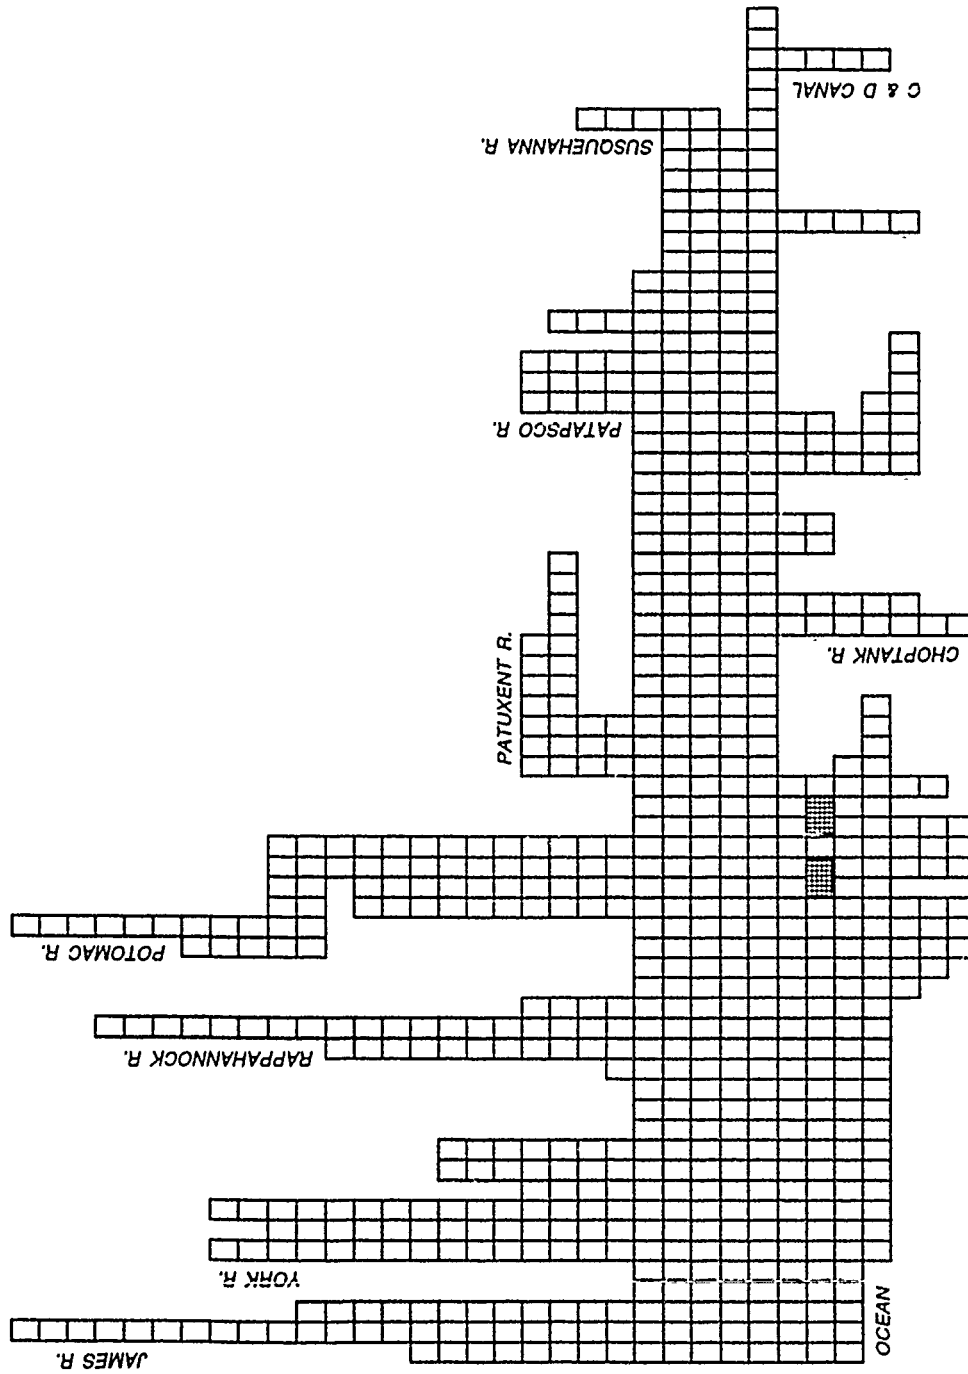 C & D CANAL
SUSQUEHANNA R.
PATAPSCO R.
PATUXENT R.
CHOPTANK R.
POTOMAC R.
RAPPAHANNOCK R.
YORK R.
OCEAN
JAMES R.